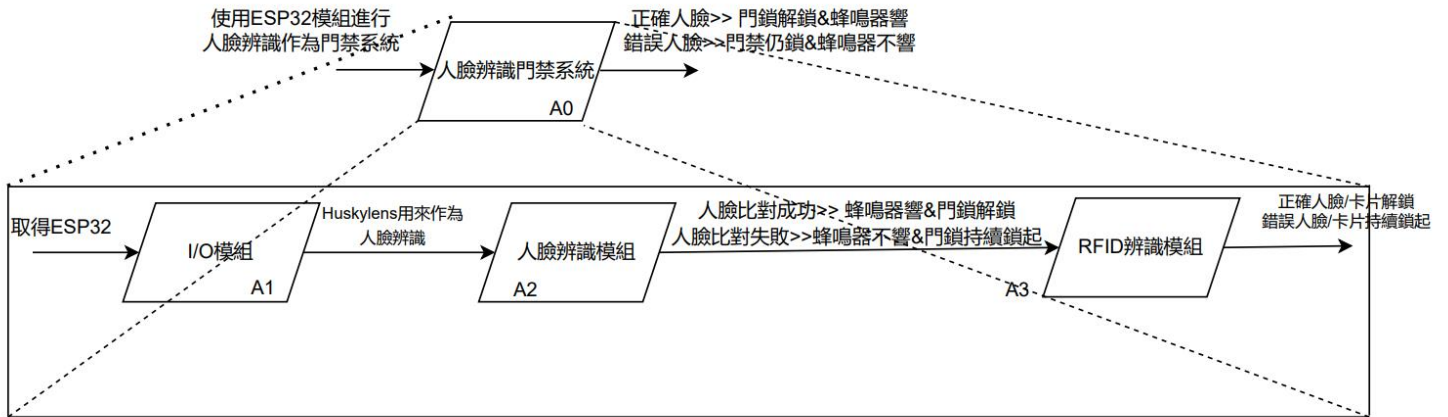 使用ESP32模組進行
人臉辨識作為門禁系統
正確人臉>> 門鎖解鎖&蜂鳴器響
錯誤人臉>>門禁仍鎖&蜂鳴器不響
人臉辨識門禁系統
A0
取得ESP32
I/O模組
A1
Huskylens用來作為
人臉辨識
人臉辨識模組
A2
人臉比對成功>> 蜂鳴器響&門鎖解鎖
人臉比對失敗>>蜂鳴器不響&門鎖持續鎖起
RFID辨識模組
A3
正確人臉/卡片解鎖
錯誤人臉/卡片持續鎖起